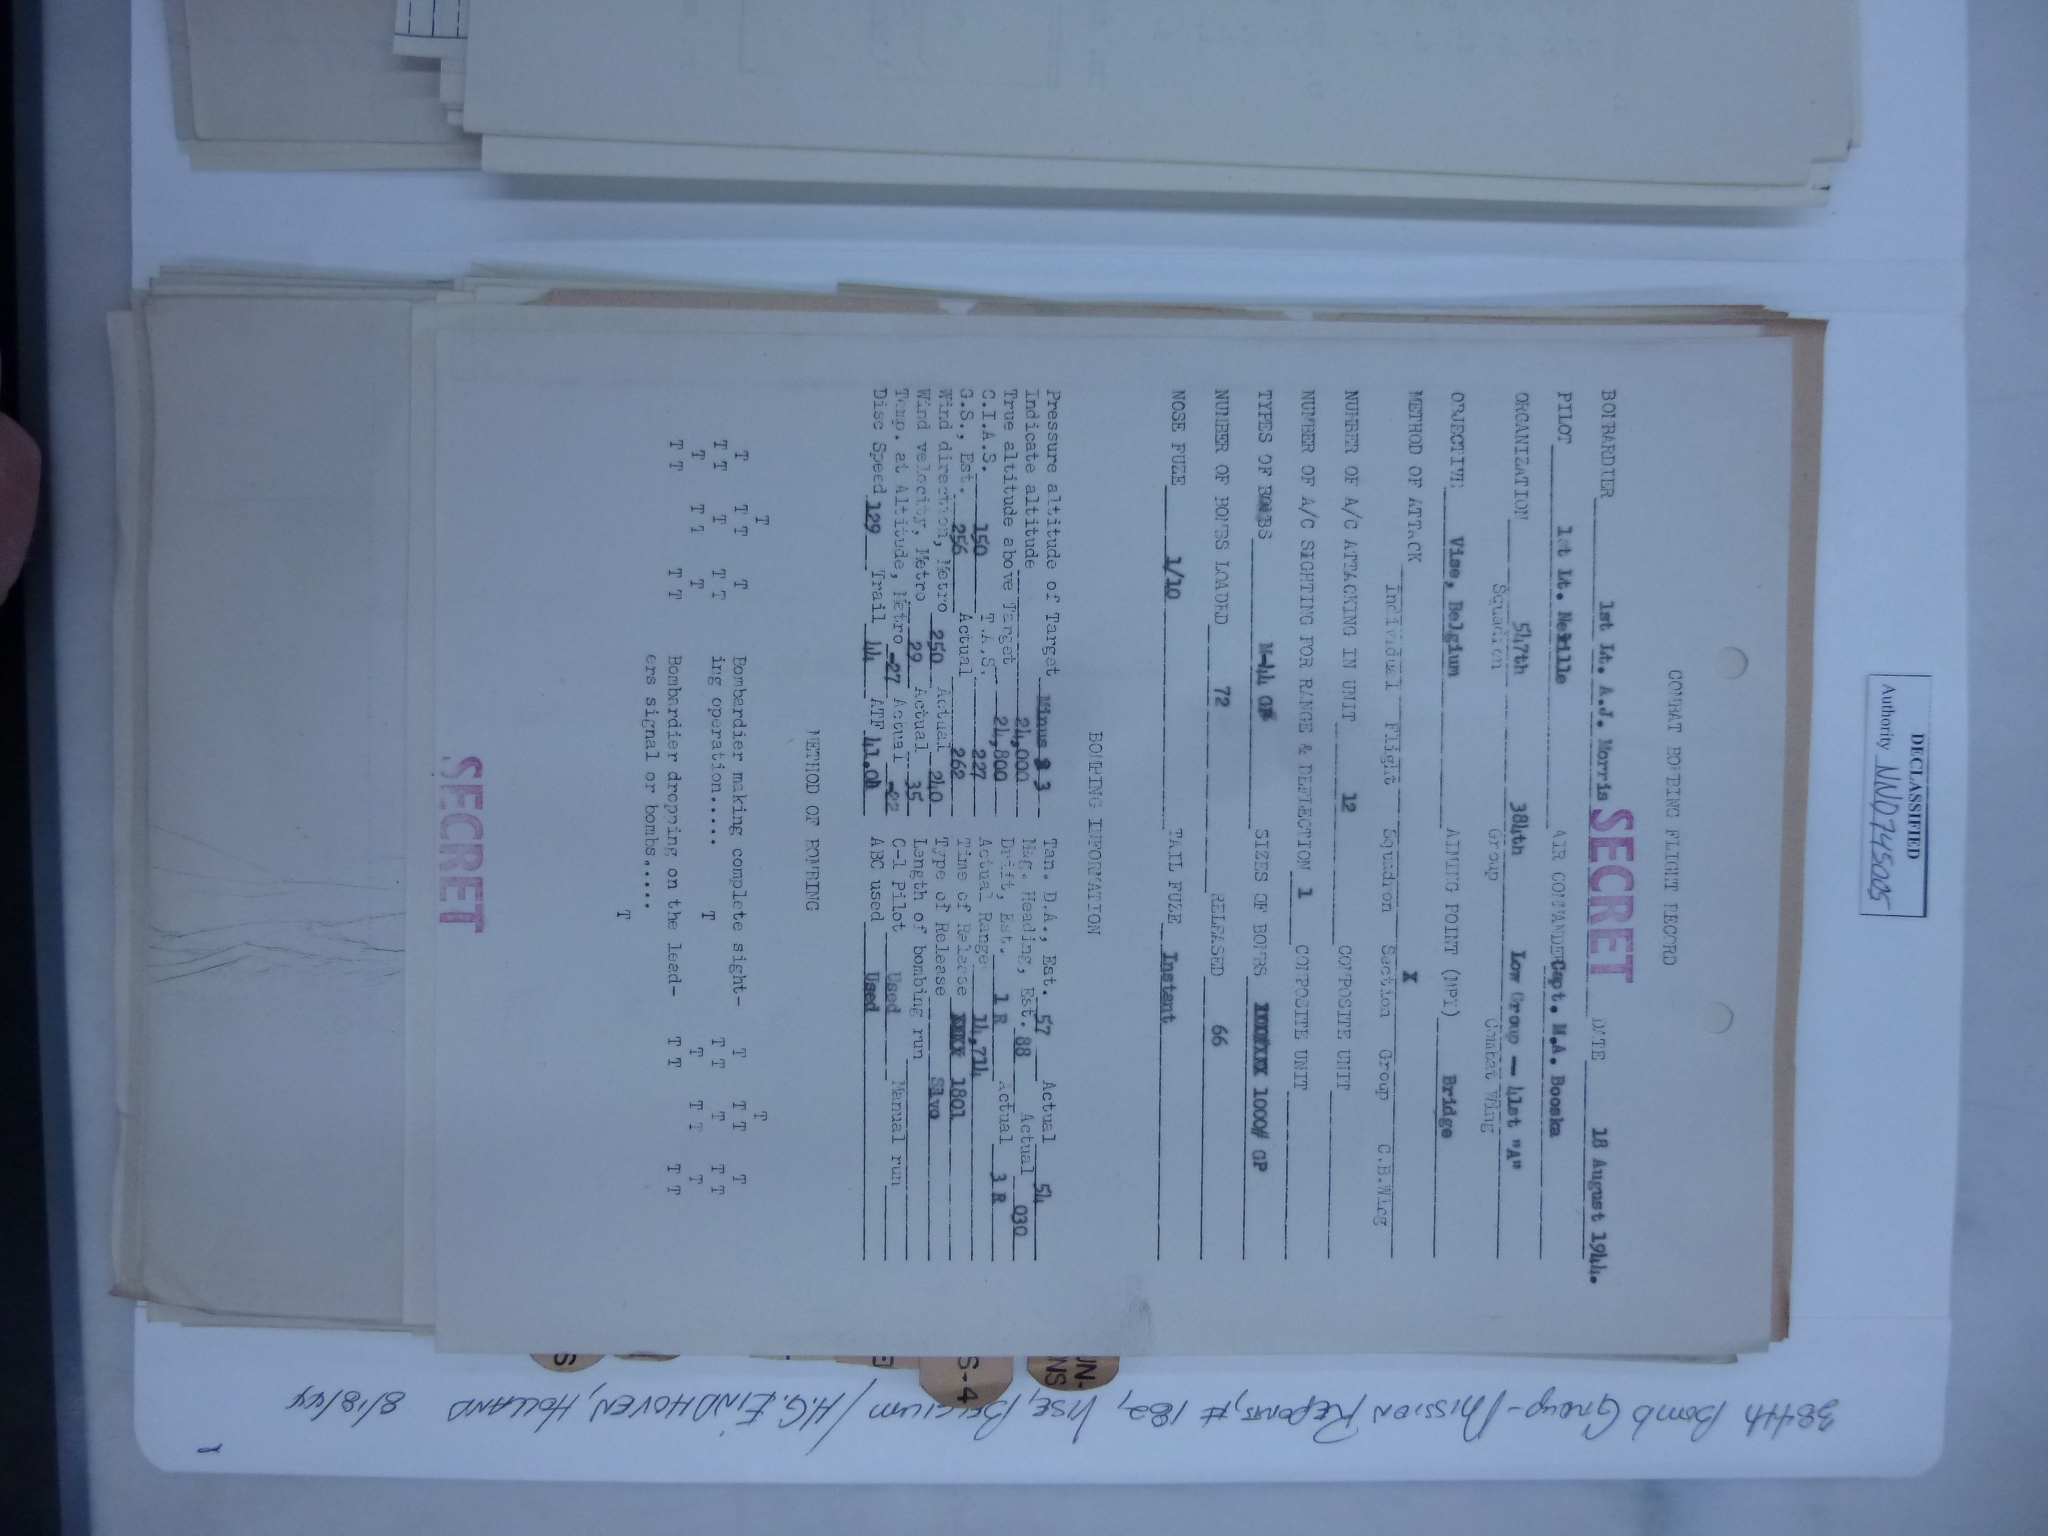 DECLASSIFIED
Authority NND745005
COMBAT BOMBING FLIGHT RECORD
SECRET
BOMBARDIER 1st Lt. A.J. Morris DATE 18 August 1944.
PILOT 1st Lt. AIR COMMANDER Capt. M.A. Booska
ORGANIZATION 547th 384th Low Group - 41st "A"
Squadron Group Combat Wing
OBJECTIVE Vise, Belgium AIMING POINT (MPI) Bridge
METHOD OF ATTACK X
Individual Flight Squadron Section Group C.B.Wing
NUMBER OF A/C ATTACKING IN UNIT 12 COMPOSITE UNIT
NUMBER OF A/C SIGHTING FOR RANGE & DEFLECTION 1 COMPOSITE UNIT
TYPES OF BOMBS M-44 GP SIZES OF BOMBS 1000# GP
NUMBER OF BOMBS LOADED 72 RELEASED 66
NOSE FUZE 1/10 TAIL FUZE Instant
BOMBING INFORMATION
Pressure altitude of Target Minus 3 Tan. D.A., Est. 57 Actual 54
Indicate altitude 24,000 Mag. Heading, Est. 88 Actual 030
True altitude above Target 24,800 Drift, Est. 1 R Actual 3 R
C.I.A.S. 150 T.A.S. 227 Actual Range 14,714
G.S., Est. 256 Actual 262 Time of Release 1801
Wind direction, Metro 250 Actual 240 Type of Release Slvo
Wind velocity, Metro 29 Actual 35 Length of bombing run
Temp. at Altitude, Metro -27 Actual -22 C-1 Pilot Used Manual run
Disc Speed 129 Trail 44 ATF 41.04 ABC used Used
METHOD OF BOMBING
T T
T T T T Bombardier making complete sight- T T T T
T T T T T ing operation..... T T T T T T
T T T T Bombardier dropping on the lead- T T T T
T T T T ers signal or bombs..... T T T T
T
SECRET
384th Bomb Group - Mission Reports, # 182, Vise, Belgium / H.G. Eindhoven, Holland 8/18/44
S-4